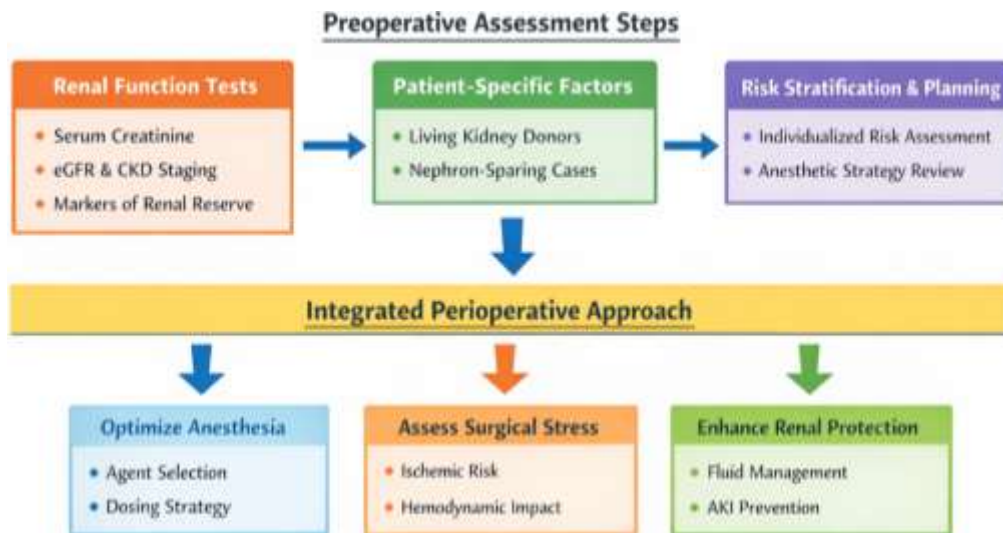 Preoperative Assessment Steps
Renal Function Tests
• Serum Creatinine
• eGFR & CKD Staging
• Markers of Renal Reserve
Patient-Specific Factors
• Living Kidney Donors
• Nephron-Sparing Cases
Risk Stratification & Planning
• Individualized Risk Assessment
• Anesthetic Strategy Review
Integrated Perioperative Approach
Optimize Anesthesia
• Agent Selection
• Dosing Strategy
Assess Surgical Stress
• Ischemic Risk
• Hemodynamic Impact
Enhance Renal Protection
• Fluid Management
• AKI Prevention